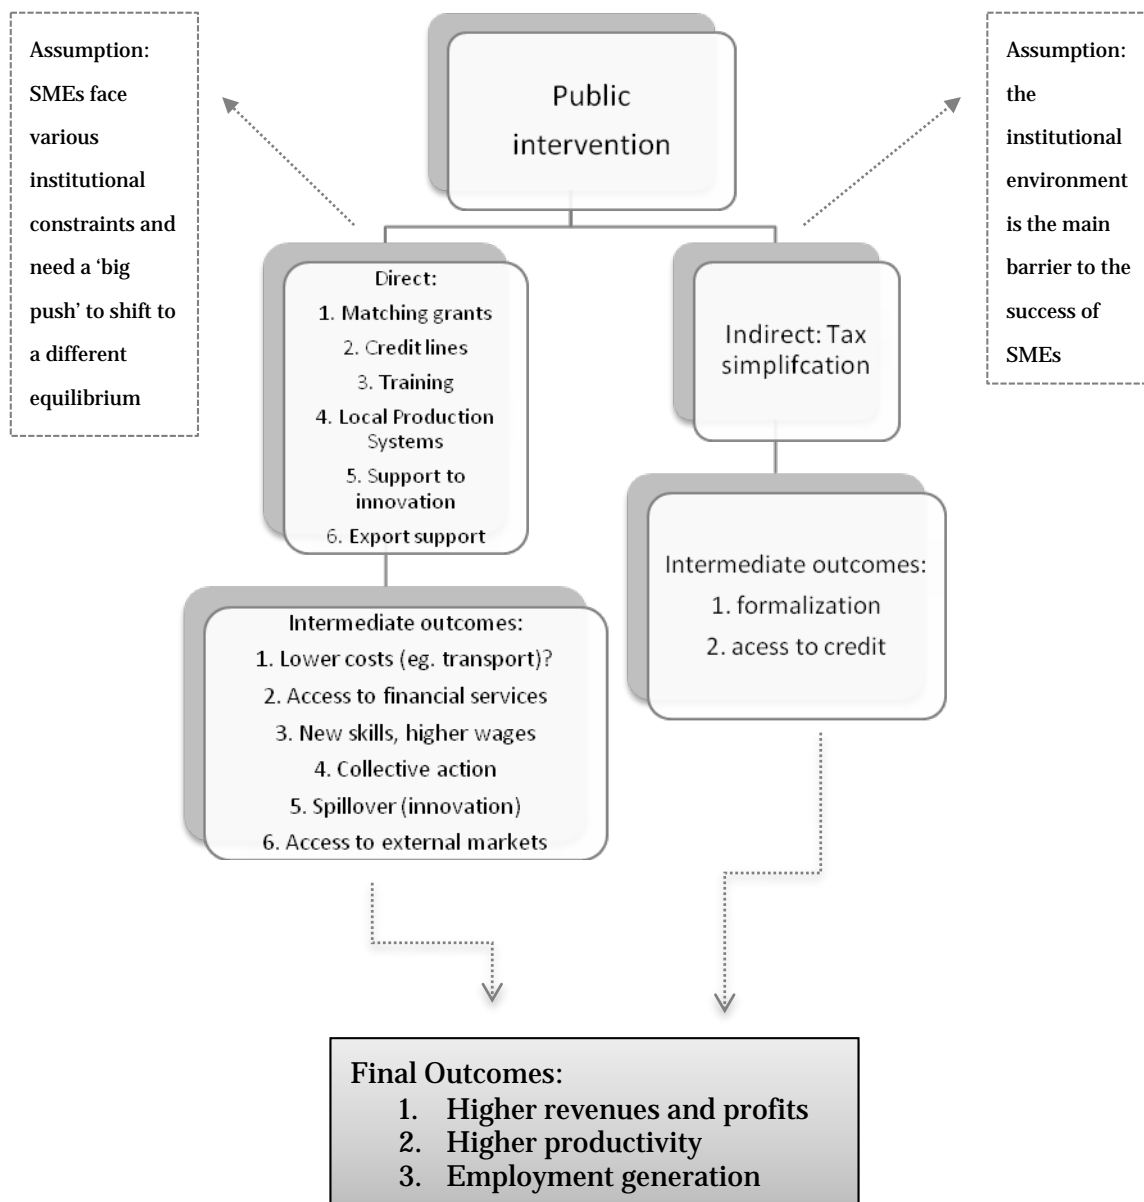 Assumption:
SMEs face
various
institutional
constraints and
need a ‘big
push’ to shift to
a different
equilibrium
Public
intervention
Assumption:
the
institutional
environment
is the main
barrier to the
success of
SMEs
Direct:
1. Matching grants
2. Credit lines
3. Training
4. Local Production
Systems
5. Support to
innovation
6. Export support
Indirect: Tax
simplifcation
Intermediate outcomes:
1. Lower costs (eg. transport)?
2. Access to financial services
3. New skills, higher wages
4. Collective action
5. Spillover (innovation)
6. Access to external markets
Intermediate outcomes:
1. formalization
2. acess to credit
Final Outcomes:
1. Higher revenues and profits
2. Higher productivity
3. Employment generation